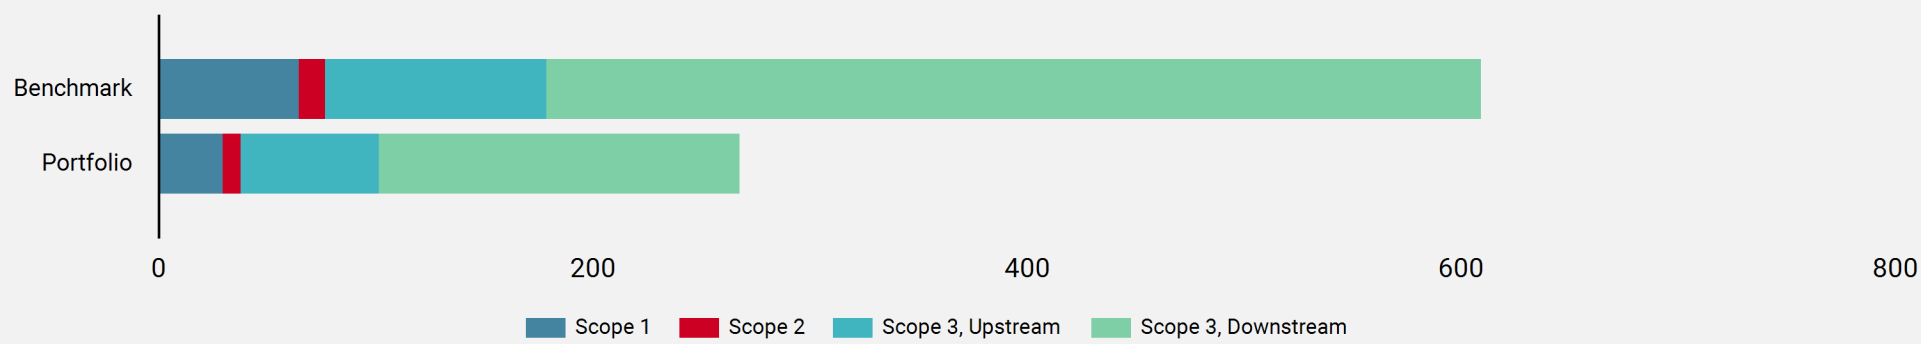 Benchmark
Portfolio
0 200 400 600 800
Scope 1 Scope 2 Scope 3, Upstream Scope 3, Downstream